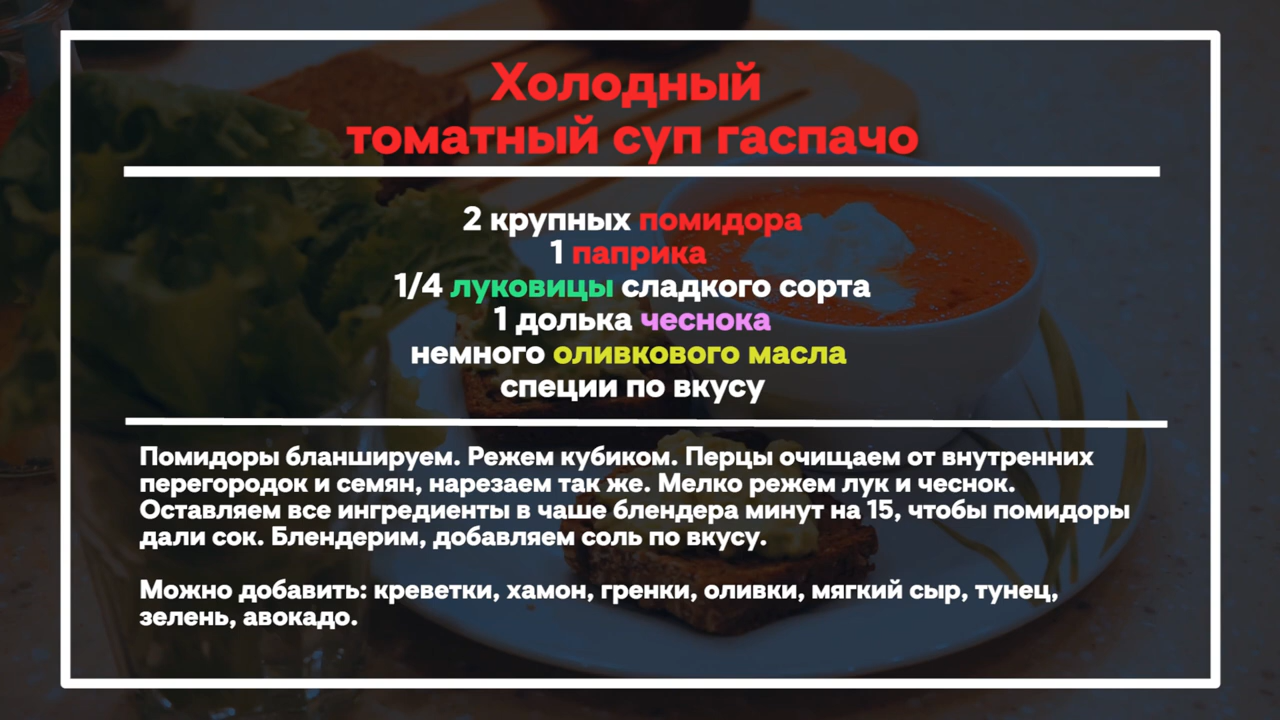 Холодный
томатный суп гаспачо
2 крупных помидора
1 паприка
1/4 луковицы сладкого сорта
1 долька чеснока
немного оливкового масла
специи по вкусу
Помидоры бланшируем. Режем кубиком. Перцы очищаем от внутренних
перегородок и семян, нарезаем так же. Мелко режем лук и чеснок.
Оставляем все ингредиенты в чаше блендера минут на 15, чтобы помидоры
дали сок. Блендерим, добавляем соль по вкусу.
Можно добавить: креветки, хамон, гренки, оливки, мягкий сыр, тунец,
зелень, авокадо.